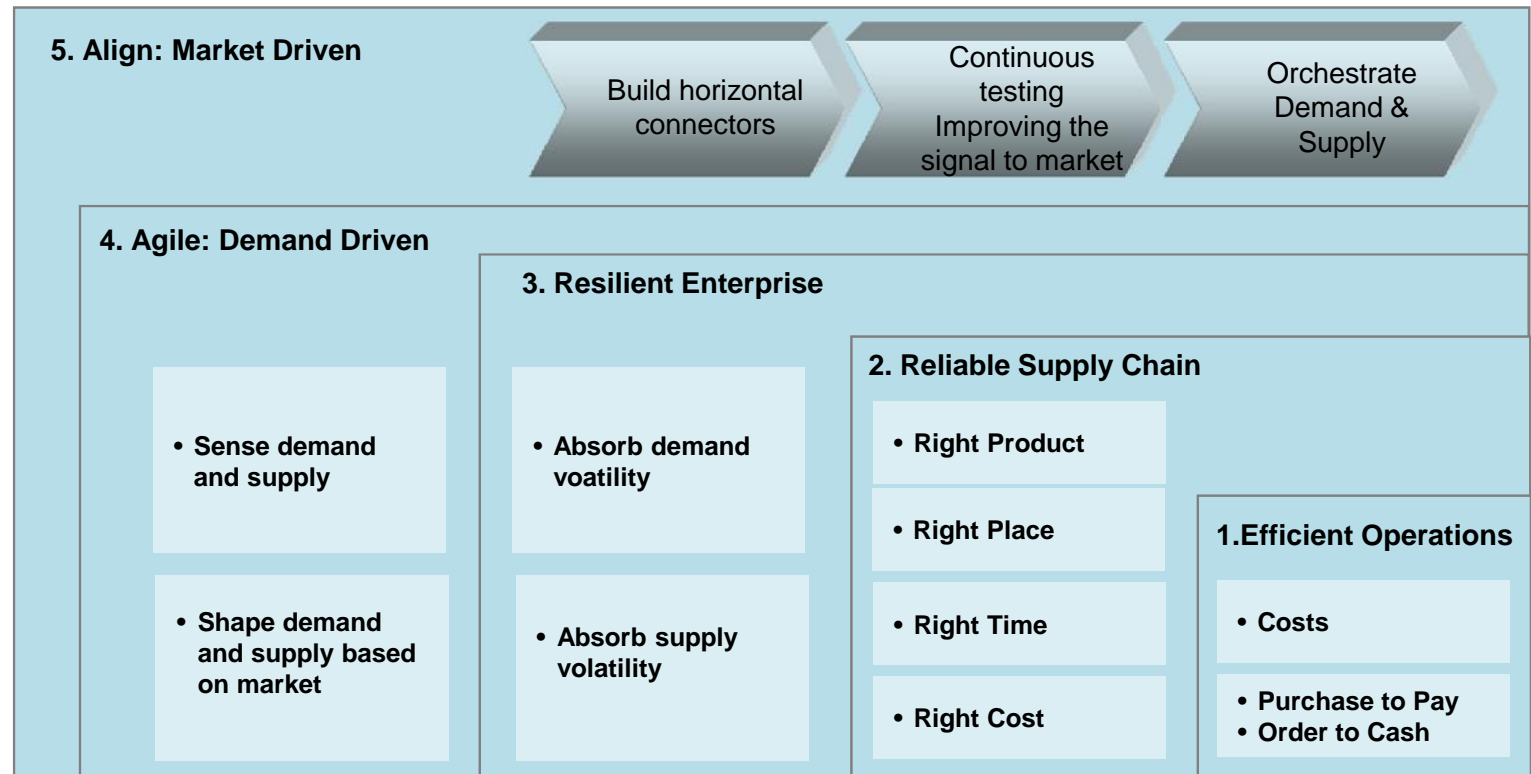 5. Align: Market Driven
Build horizontal
connectors
Continuous
testing
Improving the
signal to market
Orchestrate
Demand &
Supply
4. Agile: Demand Driven
• Sense demand
and supply
• Shape demand
and supply based
on market
3. Resilient Enterprise
• Absorb demand
voatility
• Absorb supply
volatility
2. Reliable Supply Chain
• Right Product
• Right Place
• Right Time
• Right Cost
1.Efficient Operations
• Costs
• Purchase to Pay
• Order to Cash